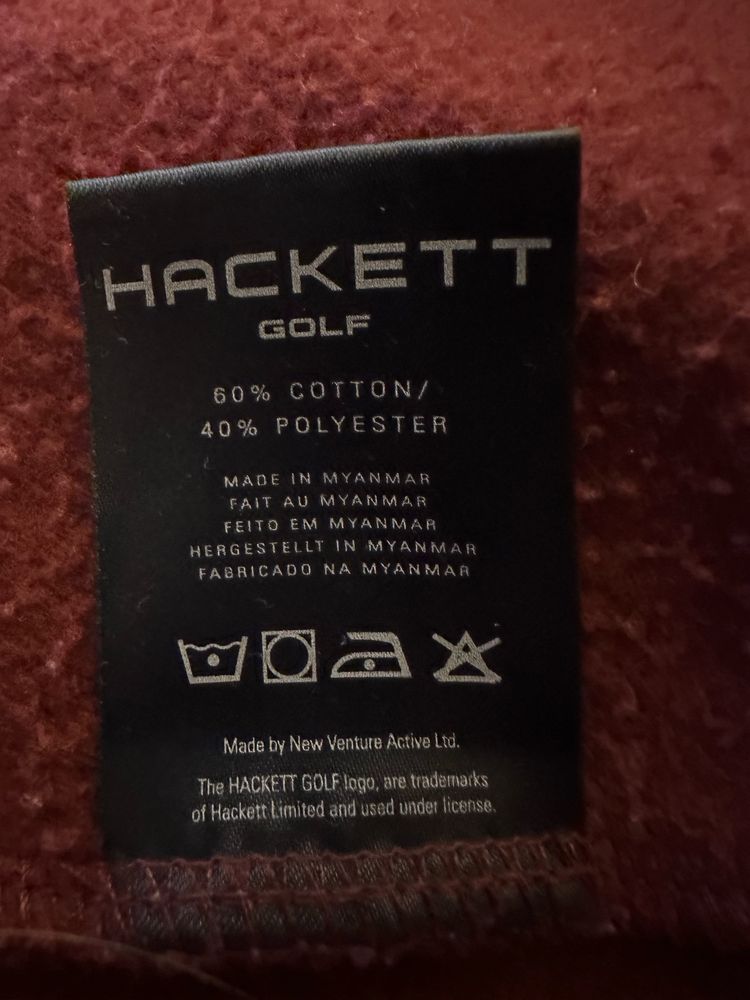 HACKETT
GOLF
60% COTTON/
40% POLYESTER
MADE IN MYANMAR
FAIT AU MYANMAR
FEITO EM MYANMAR
HERGESTELLT IN MYANMAR
FABRICADO NA MYANMAR
Made by New Venture Active Ltd.
The HACKETT GOLF logo, are trademarks
of Hackett Limited and used under license.